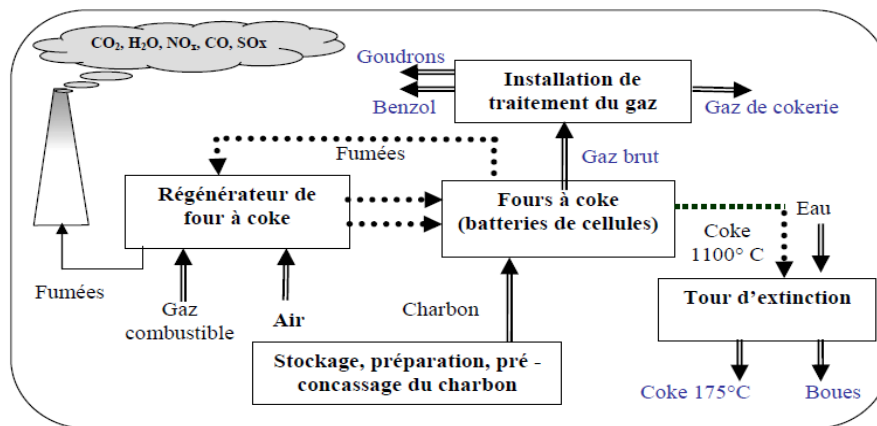 CO2, H2O, NOx, CO, SOx
Goudrons
Benzol
Installation de
traitement du gaz
Gaz de cokerie
Fumées
Gaz brut
Régénérateur de
four à coke
Fours à coke
(batteries de cellules)
Eau
Coke
1100° C
Fumées
Gaz
combustible
Air
Charbon
Tour d’extinction
Stockage, préparation, pré -
concassage du charbon
Coke 175°C
Boues